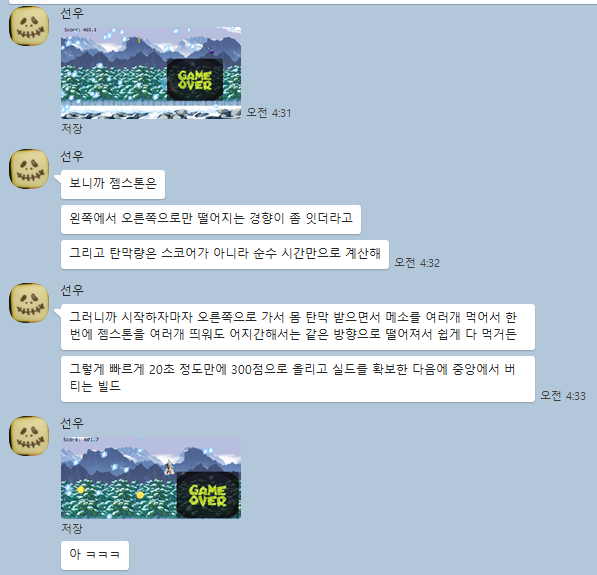 선우
Score: 465.1
GAME
OVER
오전 4:31
저장
선우
보니까 젬스톤은
왼쪽에서 오른쪽으로만 떨어지는 경향이 좀 잇더라고
그리고 탄막량은 스코어가 아니라 순수 시간만으로 계산해
오전 4:32
선우
그러니까 시작하자마자 오른쪽으로 가서 몸 탄막 받으면서 메소를 여러개 먹어서 한
번에 젬스톤을 여러개 띄워도 어지간해서는 같은 방향으로 떨어져서 쉽게 다 먹거든
그렇게 빠르게 20초 정도만에 300점으로 올리고 실드를 확보한 다음에 중앙에서 버
티는 빌드
오전 4:33
선우
GAME
OVER
저장
아 ㅋㅋㅋ